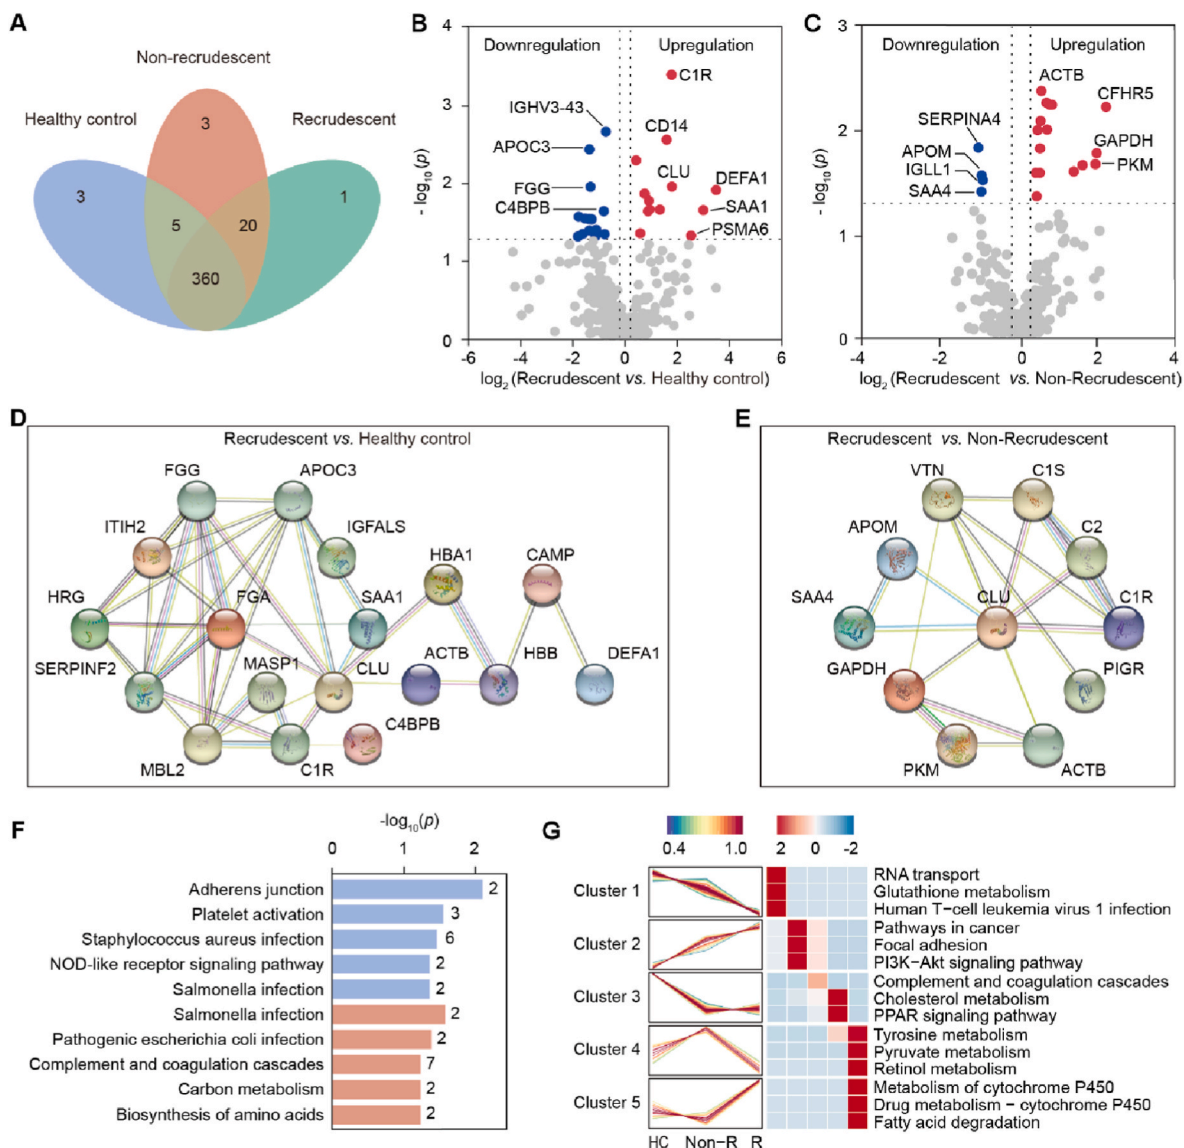 A
Non-recrudescent
Healthy control
Recrudescent
3
3
1
5
20
360
B
4
3
2
1
0
- log10(p)
Downregulation
Upregulation
C1R
IGHV3-43
CD14
APOC3
CLU
DEFA1
FGG
C4BPB
SAA1
PSMA6
-6
-4
-2
0
2
4
6
log2 (Recrudescent vs. Healthy control)
C
3
2
1
0
- log10(p)
Downregulation
Upregulation
ACTB
CFHR5
SERPINA4
GAPDH
APOM
PKM
IGLL1
SAA4
-4
-2
0
2
4
log2 (Recrudescent vs. Non-Recrudescent)
D
Recrudescent vs. Healthy control
FGG
APOC3
ITIH2
IGFALS
HBA1
CAMP
HRG
FGA
SAA1
SERPINF2
MASP1
CLU
ACTB
HBB
DEFA1
C4BPB
MBL2
C1R
E
Recrudescent vs. Non-Recrudescent
VTN
C1S
APOM
C2
SAA4
CLU
C1R
GAPDH
PIGR
PKM
ACTB
F
-log10(p)
0
1
2
Adherens junction
2
Platelet activation
3
Staphylococcus aureus infection
6
NOD-like receptor signaling pathway
2
Salmonella infection
2
Salmonella infection
2
Pathogenic escherichia coli infection
2
Complement and coagulation cascades
7
Carbon metabolism
2
Biosynthesis of amino acids
2
G
0.4
1.0
2
0
-2
Cluster 1
RNA transport
Glutathione metabolism
Human T−cell leukemia virus 1 infection
Cluster 2
Pathways in cancer
Focal adhesion
PI3K−Akt signaling pathway
Cluster 3
Complement and coagulation cascades
Cholesterol metabolism
PPAR signaling pathway
Cluster 4
Tyrosine metabolism
Pyruvate metabolism
Retinol metabolism
Cluster 5
Metabolism of cytochrome P450
Drug metabolism − cytochrome P450
Fatty acid degradation
HC
Non−R
R